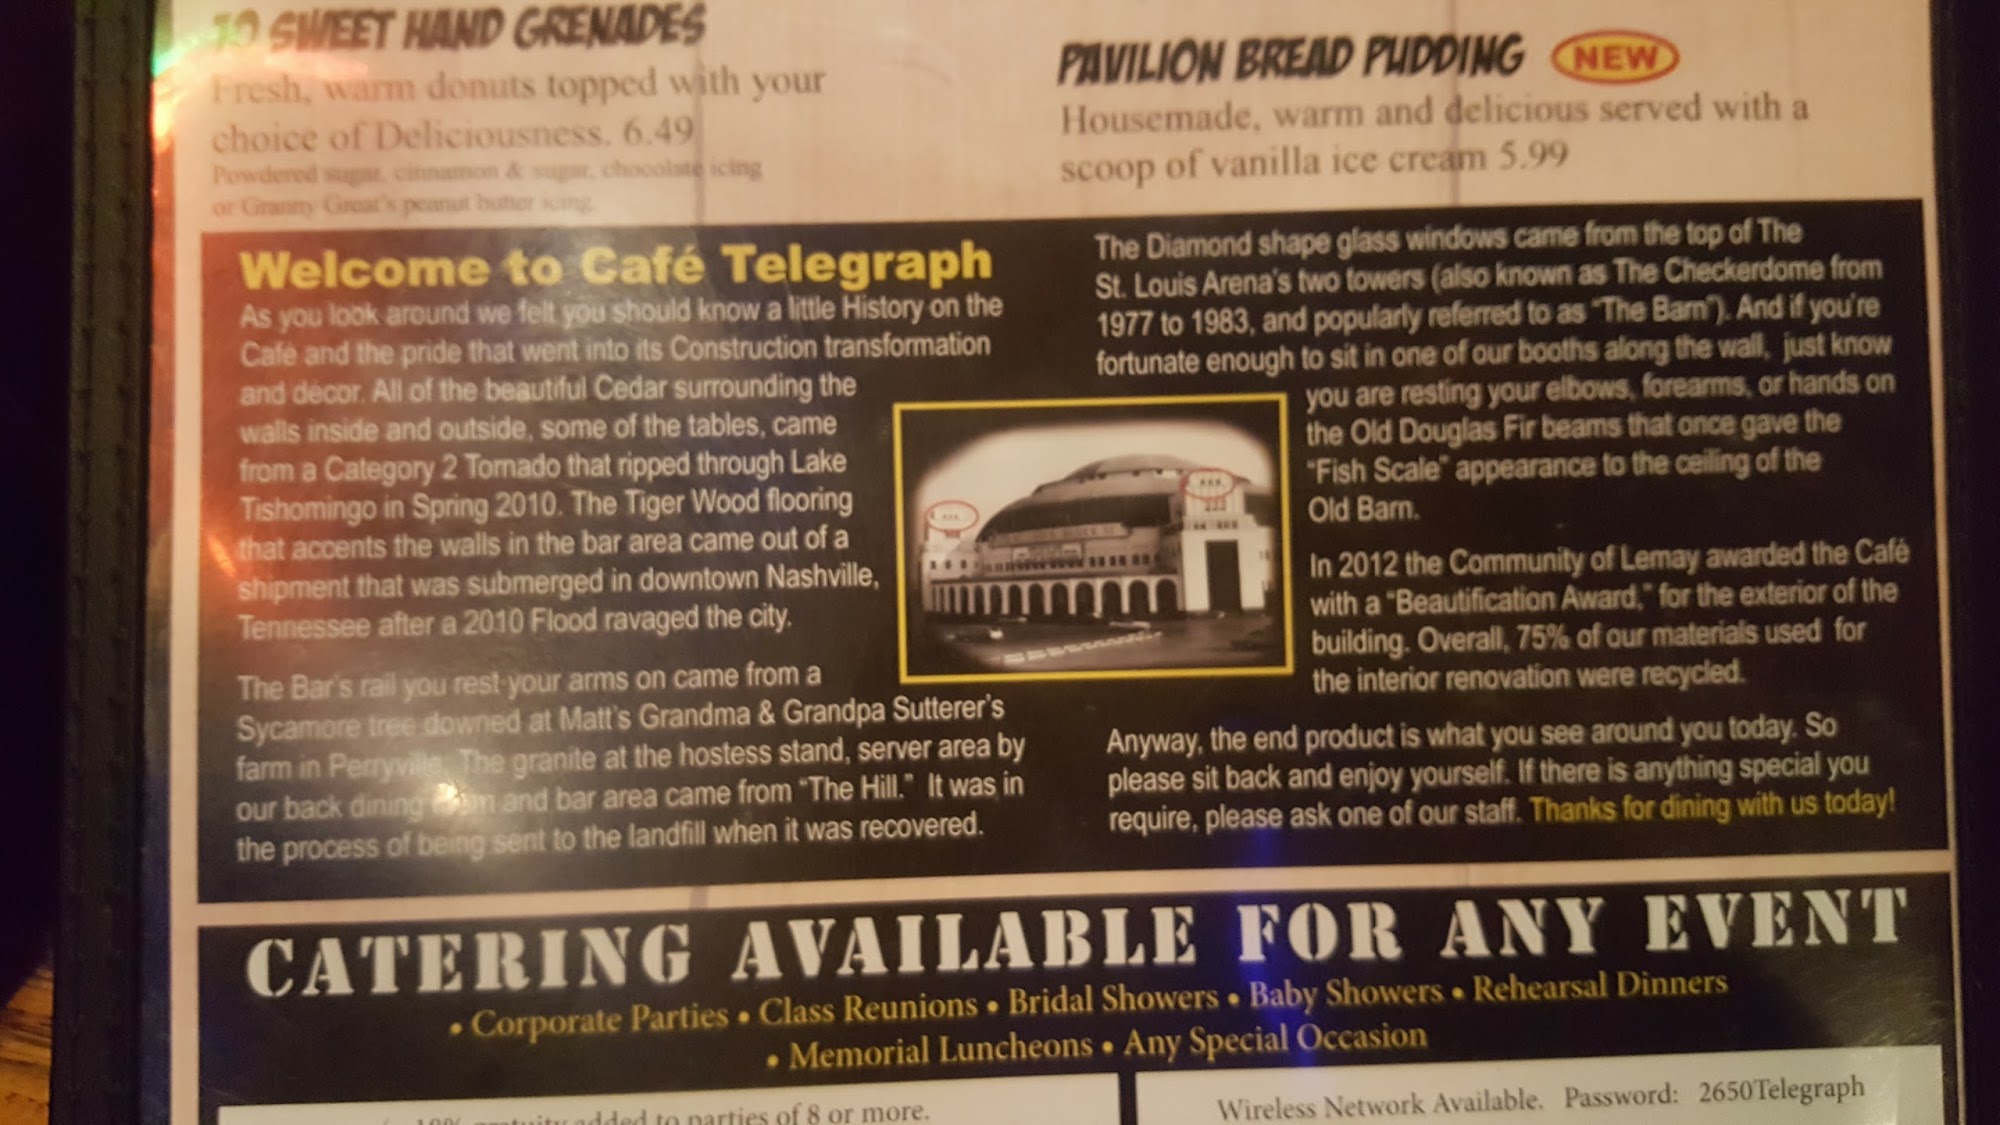 10 SWEET HAND GRENADES
Fresh, warm donuts topped with your
choice of Deliciousness. 6.49
Powdered sugar, cinnamon & sugar, chocolate icing
or Granny Groat's peanut butter icing.
PAVILION BREAD PUDDING NEW
Housemade, warm and delicious served with a
scoop of vanilla ice cream 5.99
Welcome to Café Telegraph
As you look around we felt you should know a little History on the
Café and the pride that went into its Construction transformation
and décor. All of the beautiful Cedar surrounding the
walls inside and outside, some of the tables, came
from a Category 2 Tornado that ripped through Lake
Tishomingo in Spring 2010. The Tiger Wood flooring
that accents the walls in the bar area came out of a
shipment that was submerged in downtown Nashville,
Tennessee after a 2010 Flood ravaged the city.
The Bar's rail you rest your arms on came from a
Sycamore tree downed at Matt's Grandma & Grandpa Sutterer's
farm in Perryville. The granite at the hostess stand, server area by
our back dining room and bar area came from "The Hill." It was in
the process of being sent to the landfill when it was recovered.
The Diamond shape glass windows came from the top of The
St. Louis Arena's two towers (also known as The Checkerdome from
1977 to 1983, and popularly referred to as "The Barn"). And if you're
fortunate enough to sit in one of our booths along the wall, just know
you are resting your elbows, forearms, or hands on
the Old Douglas Fir beams that once gave the
"Fish Scale" appearance to the ceiling of the
Old Barn.
In 2012 the Community of Lemay awarded the Café
with a "Beautification Award," for the exterior of the
building. Overall, 75% of our materials used for
the interior renovation were recycled.
Anyway, the end product is what you see around you today. So
please sit back and enjoy yourself. If there is anything special you
require, please ask one of our staff. Thanks for dining with us today!
CATERING AVAILABLE FOR ANY EVENT
• Corporate Parties • Class Reunions • Bridal Showers • Baby Showers • Rehearsal Dinners
• Memorial Luncheons • Any Special Occasion
gratuity added to parties of 8 or more.
Wireless Network Available. Password: 2650Telegraph